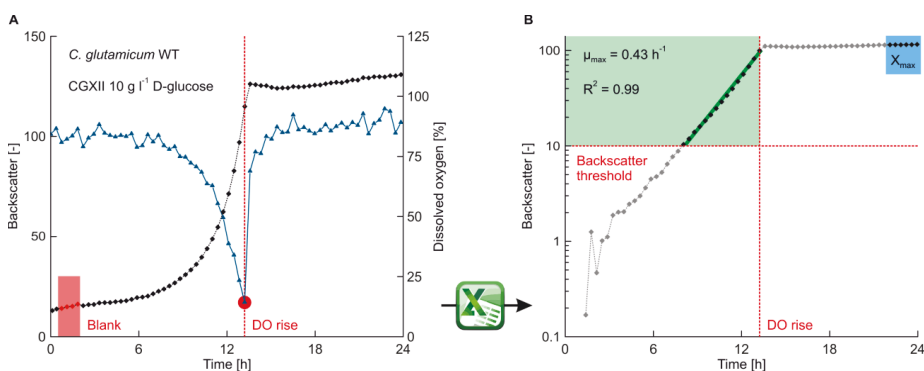 A
B
150
100
50
0
Backscatter [-]
C. glutamicum WT
CGXII 10 g l⁻¹ D-glucose
Blank
DO rise
0
6
12
18
24
Time [h]
125
100
75
50
25
0
Dissolved oxygen [%]
X
100
10
1
0.1
Backscatter [-]
μmax = 0.43 h⁻¹
R² = 0.99
Xmax
Backscatter
threshold
DO rise
0
6
12
18
24
Time [h]